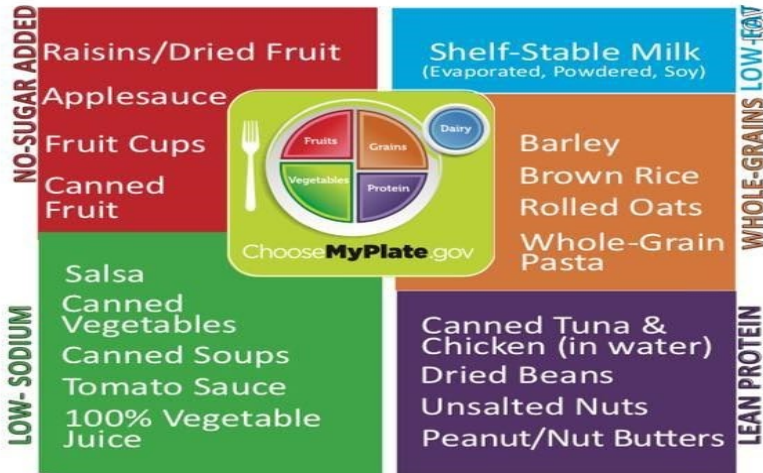 NO-SUGAR ADDED
Raisins/Dried Fruit
Applesauce
Fruit Cups
Canned
Fruit
LOW-FAT
Shelf-Stable Milk
(Evaporated, Powdered, Soy)
Fruits
Grains
Dairy
Vegetables
Protein
ChooseMyPlate.gov
WHOLE-GRAINS
Barley
Brown Rice
Rolled Oats
Whole-Grain
Pasta
LOW- SODIUM
Salsa
Canned
Vegetables
Canned Soups
Tomato Sauce
100% Vegetable
Juice
LEAN PROTEIN
Canned Tuna &
Chicken (in water)
Dried Beans
Unsalted Nuts
Peanut/Nut Butters